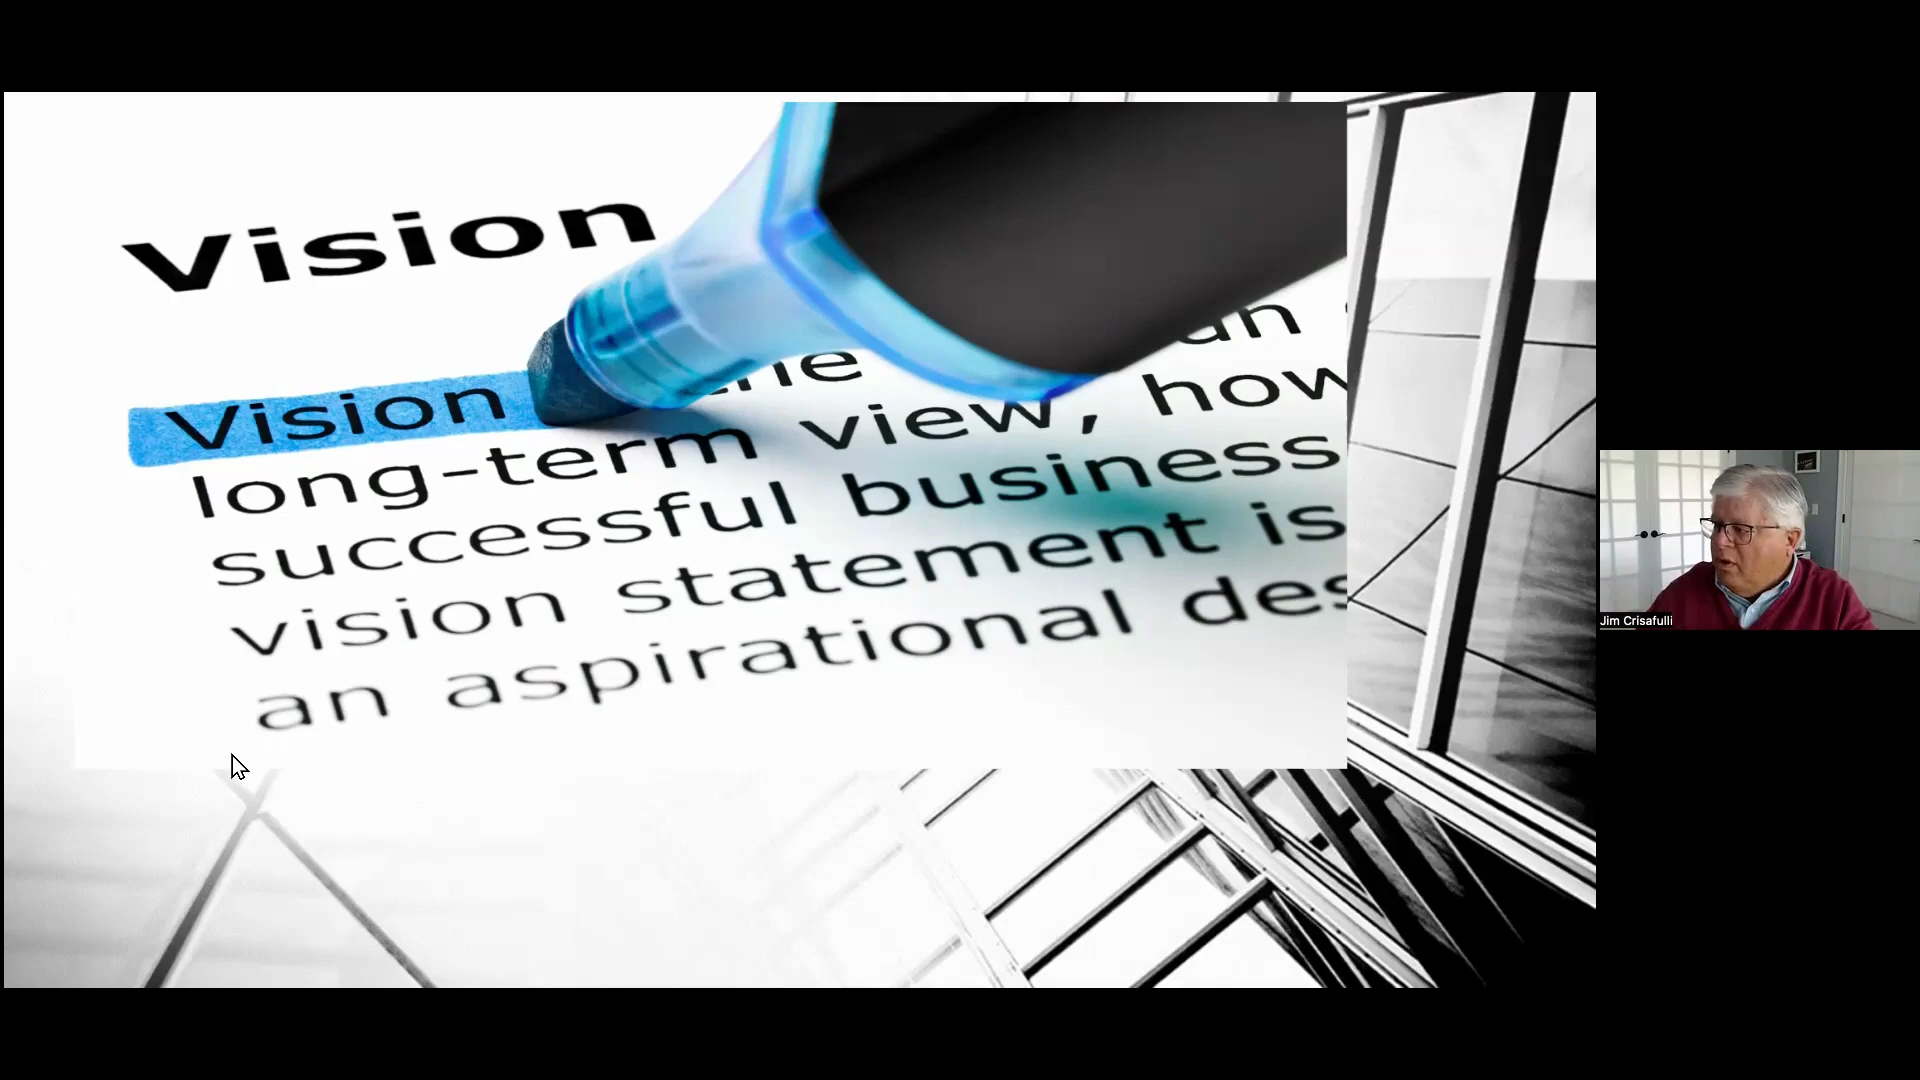 Vision
Vision
long-term view, how
successful business
vision statement is
an aspirational des
Jim Crisafulli